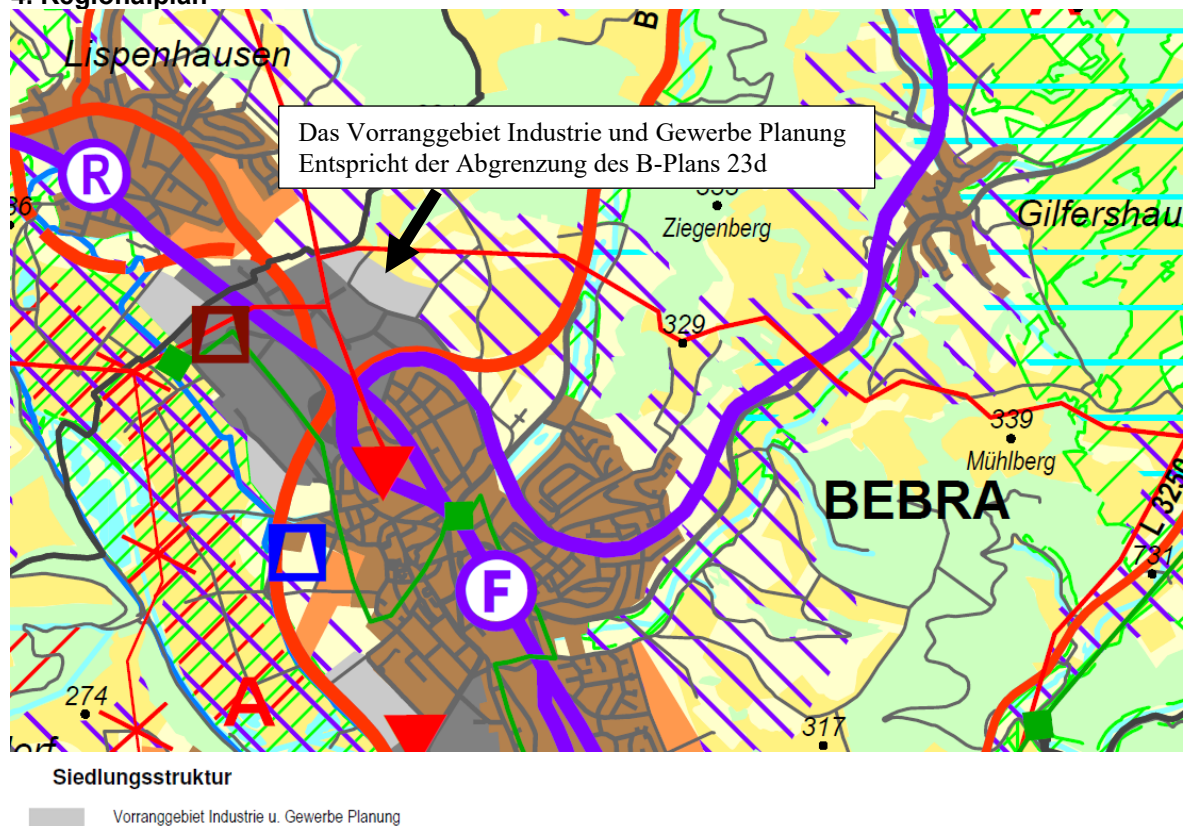 4. Regionalplan
Lispenhausen
B
Das Vorranggebiet Industrie und Gewerbe Planung
Entspricht der Abgrenzung des B-Plans 23d
R
Ziegenberg
Gilfershau
329
339
Mühlberg
BEBRA
L 3250
731
F
274
A
317
Siedlungsstruktur
Vorranggebiet Industrie u. Gewerbe Planung